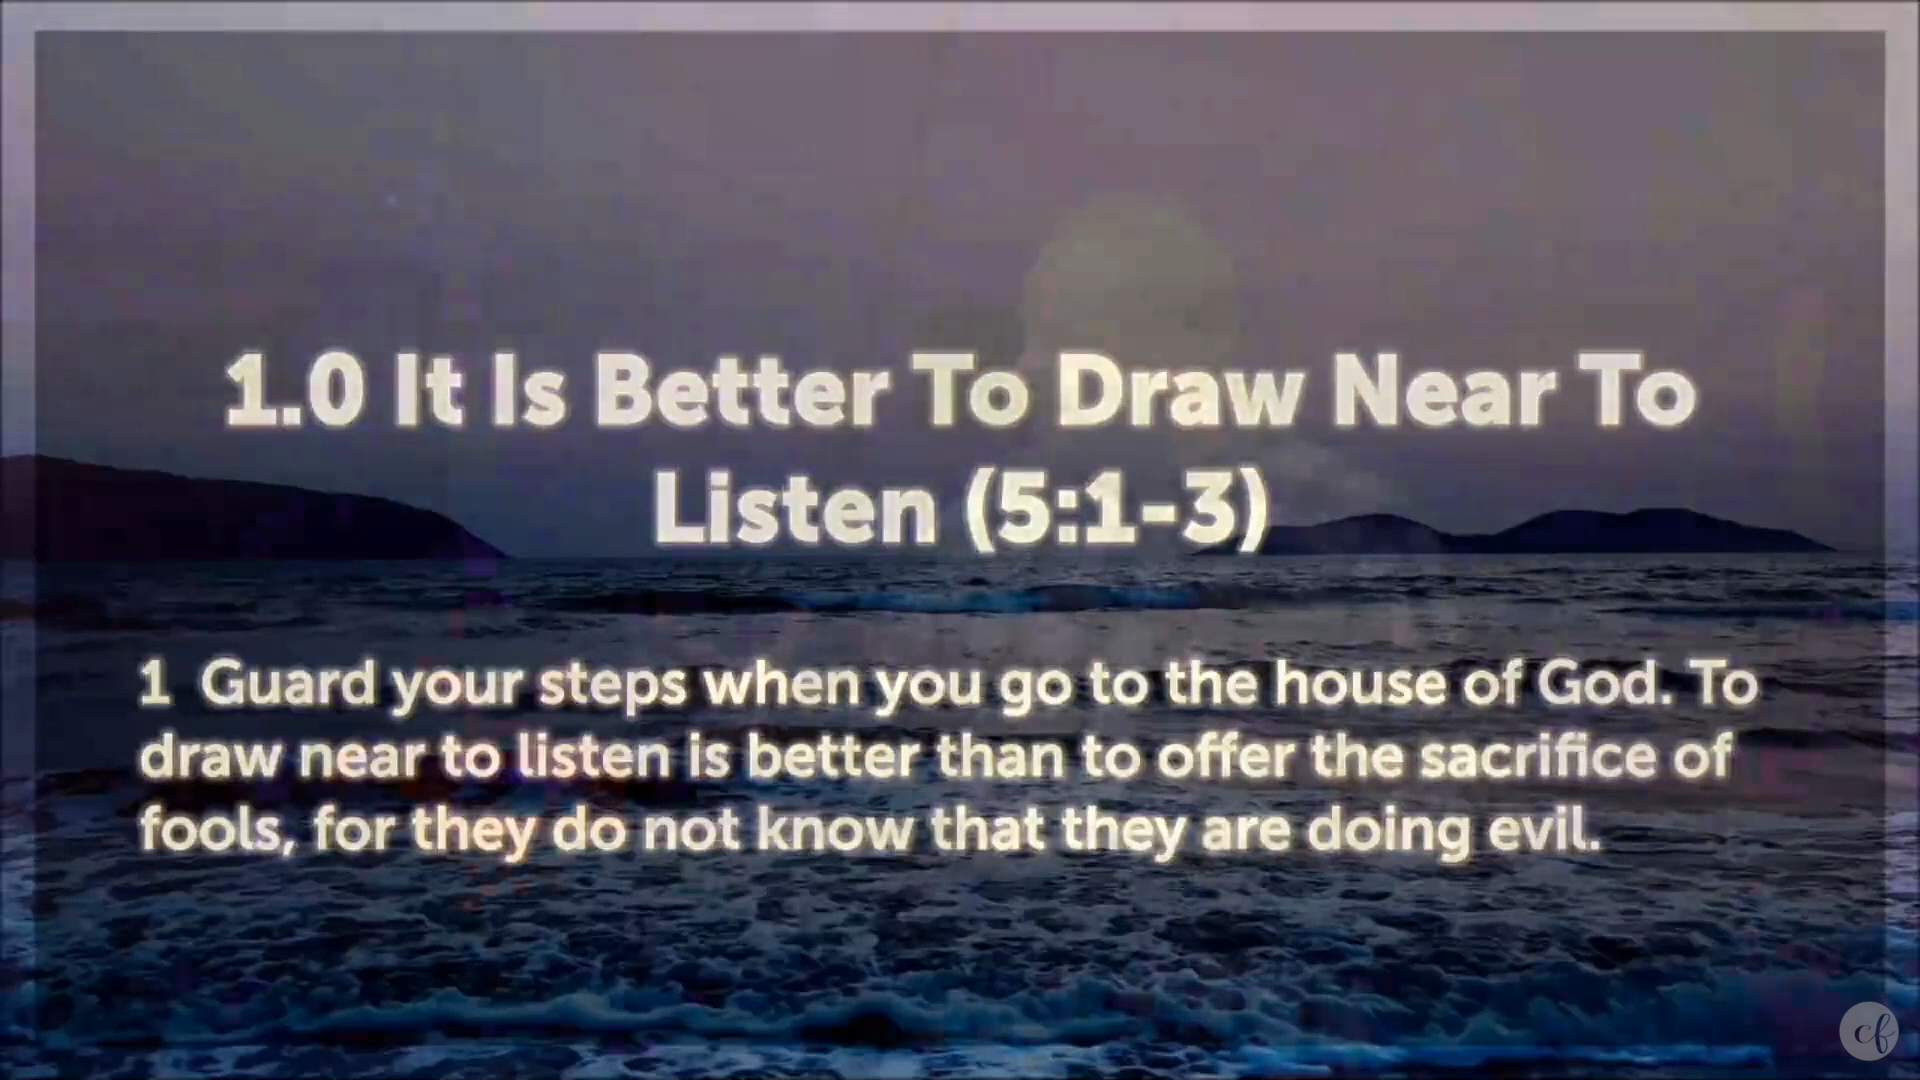 1.0 It Is Better To Draw Near To
Listen (5:1-3)
1 Guard your steps when you go to the house of God. To
draw near to listen is better than to offer the sacrifice of
fools, for they do not know that they are doing evil.
cf